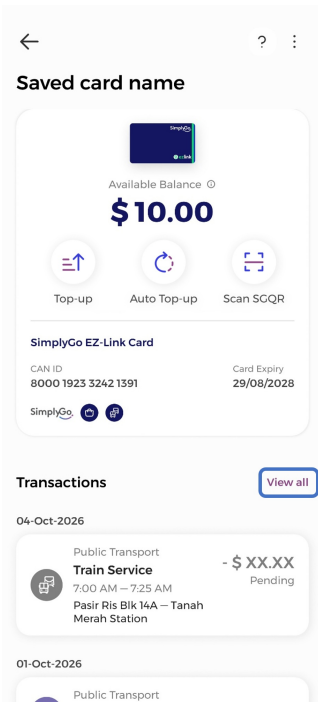 ?
Saved card name
SimplyGo
ezlink
Available Balance
$10.00
Top-up Auto Top-up Scan SGQR
SimplyGo EZ-Link Card
CAN ID Card Expiry
8000 1923 3242 1391 29/08/2028
SimplyGo
Transactions View all
04-Oct-2026
Public Transport
Train Service - $ XX.XX
7:00 AM — 7:25 AM Pending
Pasir Ris Blk 14A — Tanah
Merah Station
01-Oct-2026
Public Transport